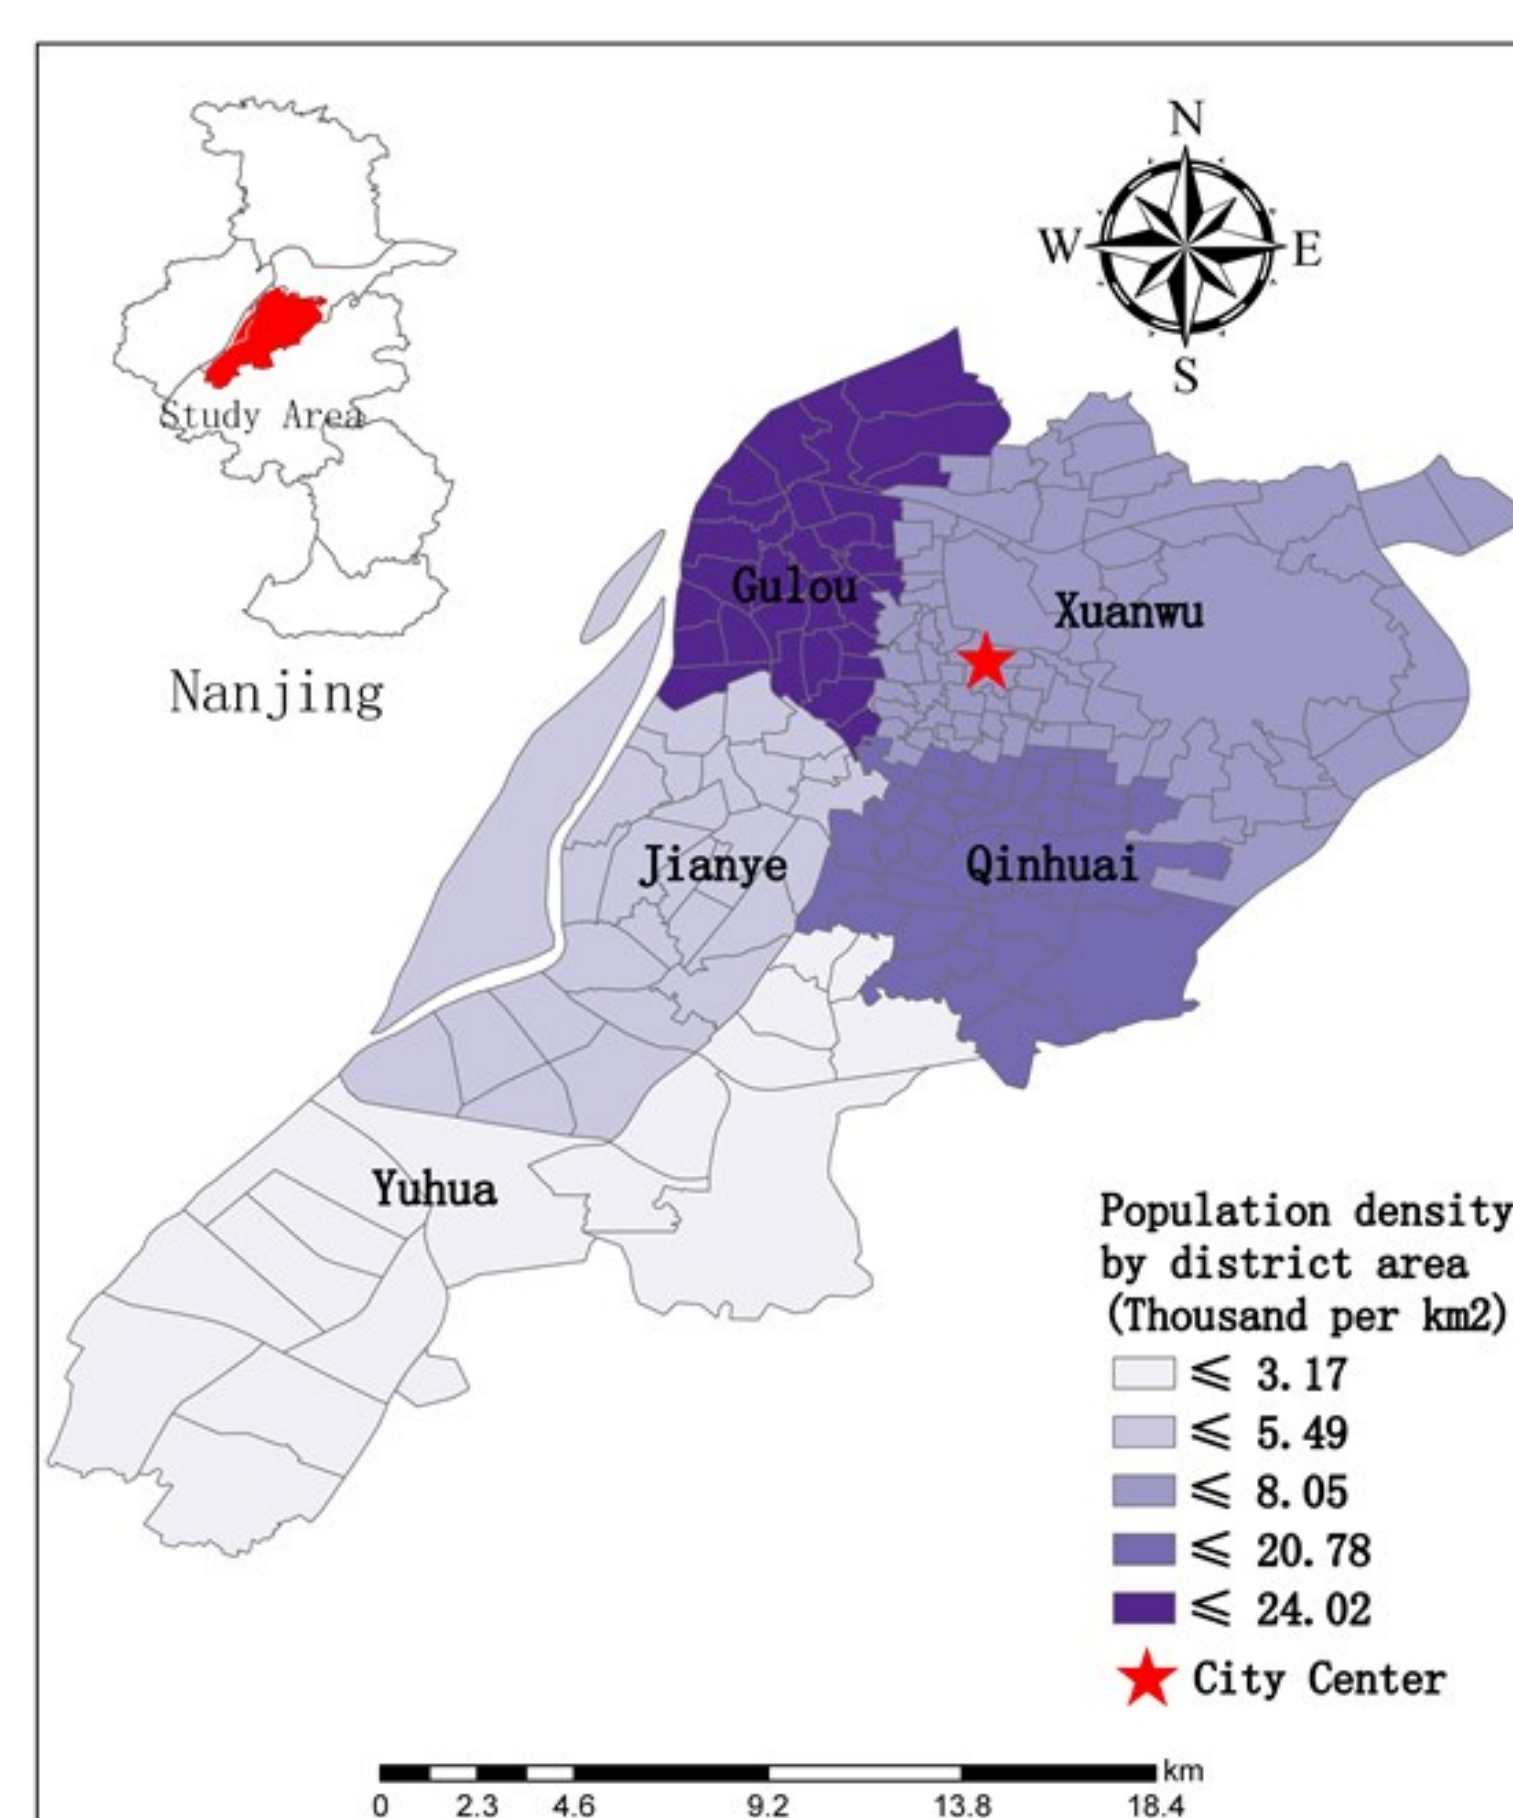 N
W
E
S
Study Area
Nanjing
Gulou
Xuanwu
Jianye
Qinhuai
Yuhua
Population density
by district area
(Thousand per km2)
≤ 3.17
≤ 5.49
≤ 8.05
≤ 20.78
≤ 24.02
City Center
km
0 2.3 4.6 9.2 13.8 18.4